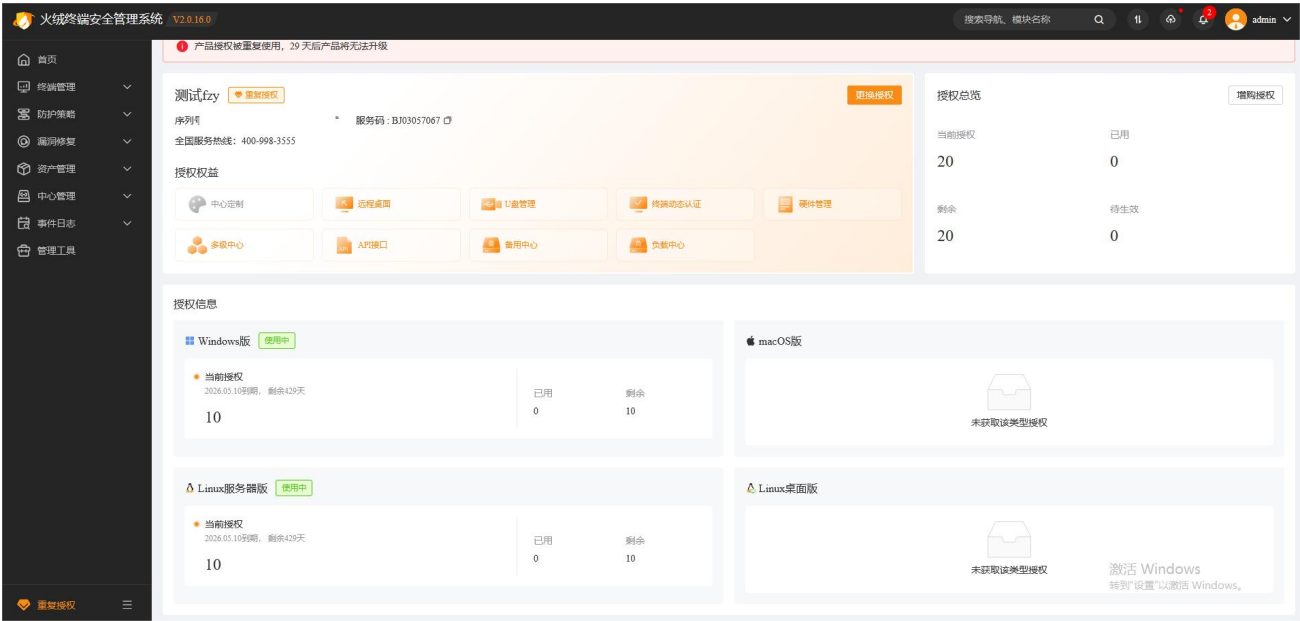 火绒终端安全管理系统 V2.0.16.0
搜索导航、模块名称
2
admin
首页
终端管理
防护策略
漏洞修复
资产管理
中心管理
事件日志
管理工具
重复授权
产品授权被重复使用，29 天后产品将无法升级
测试fzy 重复授权 更换授权
序列号 服务码 : BJ03057067
全国服务热线：400-998-3555
授权权益
中心定制 远程桌面 U盘管理 终端动态认证 硬件管理
多级中心 API接口 备用中心 负载中心
授权总览 增购授权
当前授权 已用
20 0
剩余 待生效
20 0
授权信息
Windows版 使用中
当前授权
2026.05.10到期， 剩余429天
10
已用 剩余
0 10
macOS版
未获取该类型授权
Linux服务器版 使用中
当前授权
2026.05.10到期， 剩余429天
10
已用 剩余
0 10
Linux桌面版
未获取该类型授权
激活 Windows
转到"设置"以激活 Windows。